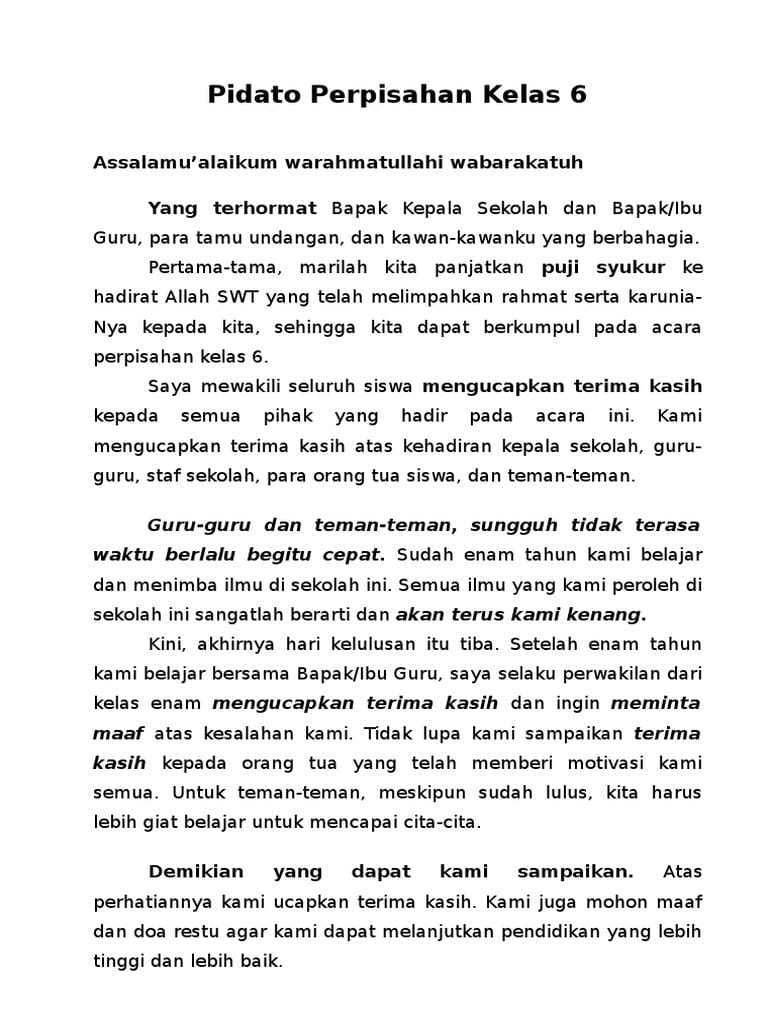 Pidato Perpisahan Kelas 6
Assalamu’alaikum warahmatullahi wabarakatuh
Yang terhormat Bapak Kepala Sekolah dan Bapak/Ibu
Guru, para tamu undangan, dan kawan-kawanku yang berbahagia.
Pertama-tama, marilah kita panjatkan puji syukur ke
hadirat Allah SWT yang telah melimpahkan rahmat serta karunia-
Nya kepada kita, sehingga kita dapat berkumpul pada acara
perpisahan kelas 6.
Saya mewakili seluruh siswa mengucapkan terima kasih
kepada semua pihak yang hadir pada acara ini. Kami
mengucapkan terima kasih atas kehadiran kepala sekolah, guru-
guru, staf sekolah, para orang tua siswa, dan teman-teman.
Guru-guru dan teman-teman, sungguh tidak terasa
waktu berlalu begitu cepat. Sudah enam tahun kami belajar
dan menimba ilmu di sekolah ini. Semua ilmu yang kami peroleh di
sekolah ini sangatlah berarti dan akan terus kami kenang.
Kini, akhirnya hari kelulusan itu tiba. Setelah enam tahun
kami belajar bersama Bapak/Ibu Guru, saya selaku perwakilan dari
kelas enam mengucapkan terima kasih dan ingin meminta
maaf atas kesalahan kami. Tidak lupa kami sampaikan terima
kasih kepada orang tua yang telah memberi motivasi kami
semua. Untuk teman-teman, meskipun sudah lulus, kita harus
lebih giat belajar untuk mencapai cita-cita.
Demikian yang dapat kami sampaikan. Atas
perhatiannya kami ucapkan terima kasih. Kami juga mohon maaf
dan doa restu agar kami dapat melanjutkan pendidikan yang lebih
tinggi dan lebih baik.